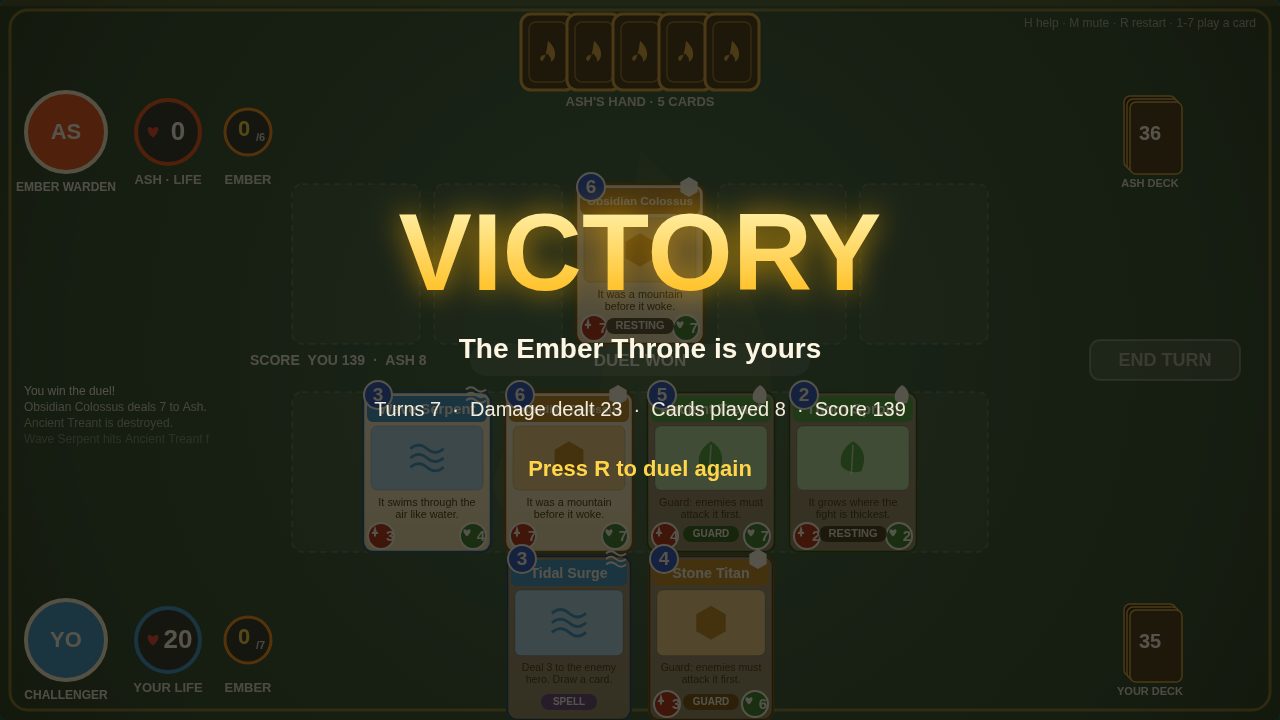 H help · M mute · R restart · 1-7 play a card
ASH'S HAND · 5 CARDS
AS
0
0 /6
36
EMBER WARDEN
ASH · LIFE
EMBER
ASH DECK
6
Obsidian Colossus
It was a mountain
before it woke.
7
RESTING
7
VICTORY
The Ember Throne is yours
SCORE YOU 139 · ASH 8
DUEL WON
END TURN
You win the duel!
Obsidian Colossus deals 7 to Ash.
Ancient Treant is destroyed.
Wave Serpent hits Ancient Treant f
Turns 7 · Damage dealt 23 · Cards played 8 · Score 139
Press R to duel again
3
It swims through the
air like water.
3
4
6
It was a mountain
before it woke.
7
7
5
Guard: enemies must
attack it first.
4
GUARD
7
2
It grows where the
fight is thickest.
2
RESTING
2
3
Tidal Surge
Deal 3 to the enemy
hero. Draw a card.
SPELL
4
Stone Titan
Guard: enemies must
attack it first.
3
GUARD
6
YO
20
0 /7
35
CHALLENGER
YOUR LIFE
EMBER
YOUR DECK